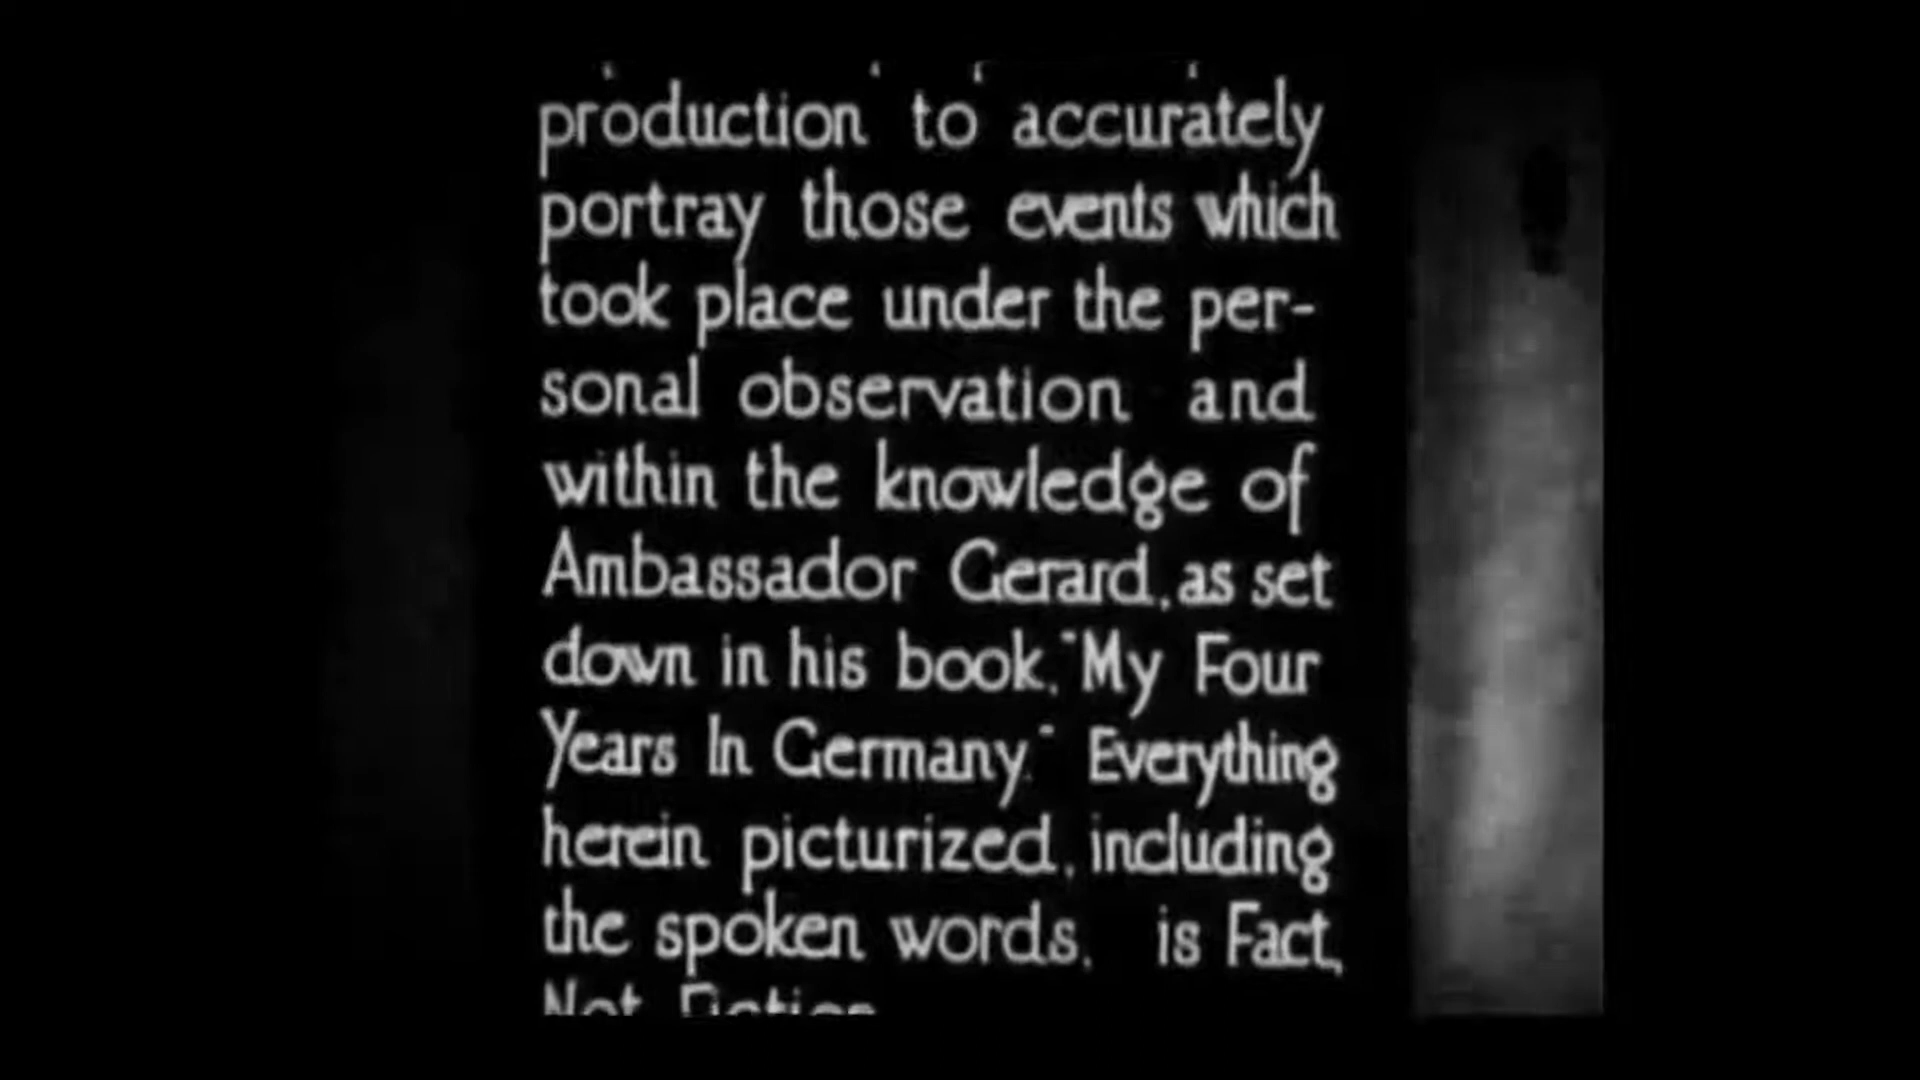 production to accurately
portray those events which
took place under the per-
sonal observation and
within the knowledge of
Ambassador Gerard, as set
down in his book, "My Four
Years In Germany." Everything
herein picturized, including
the spoken words, is Fact,
Not Fiction